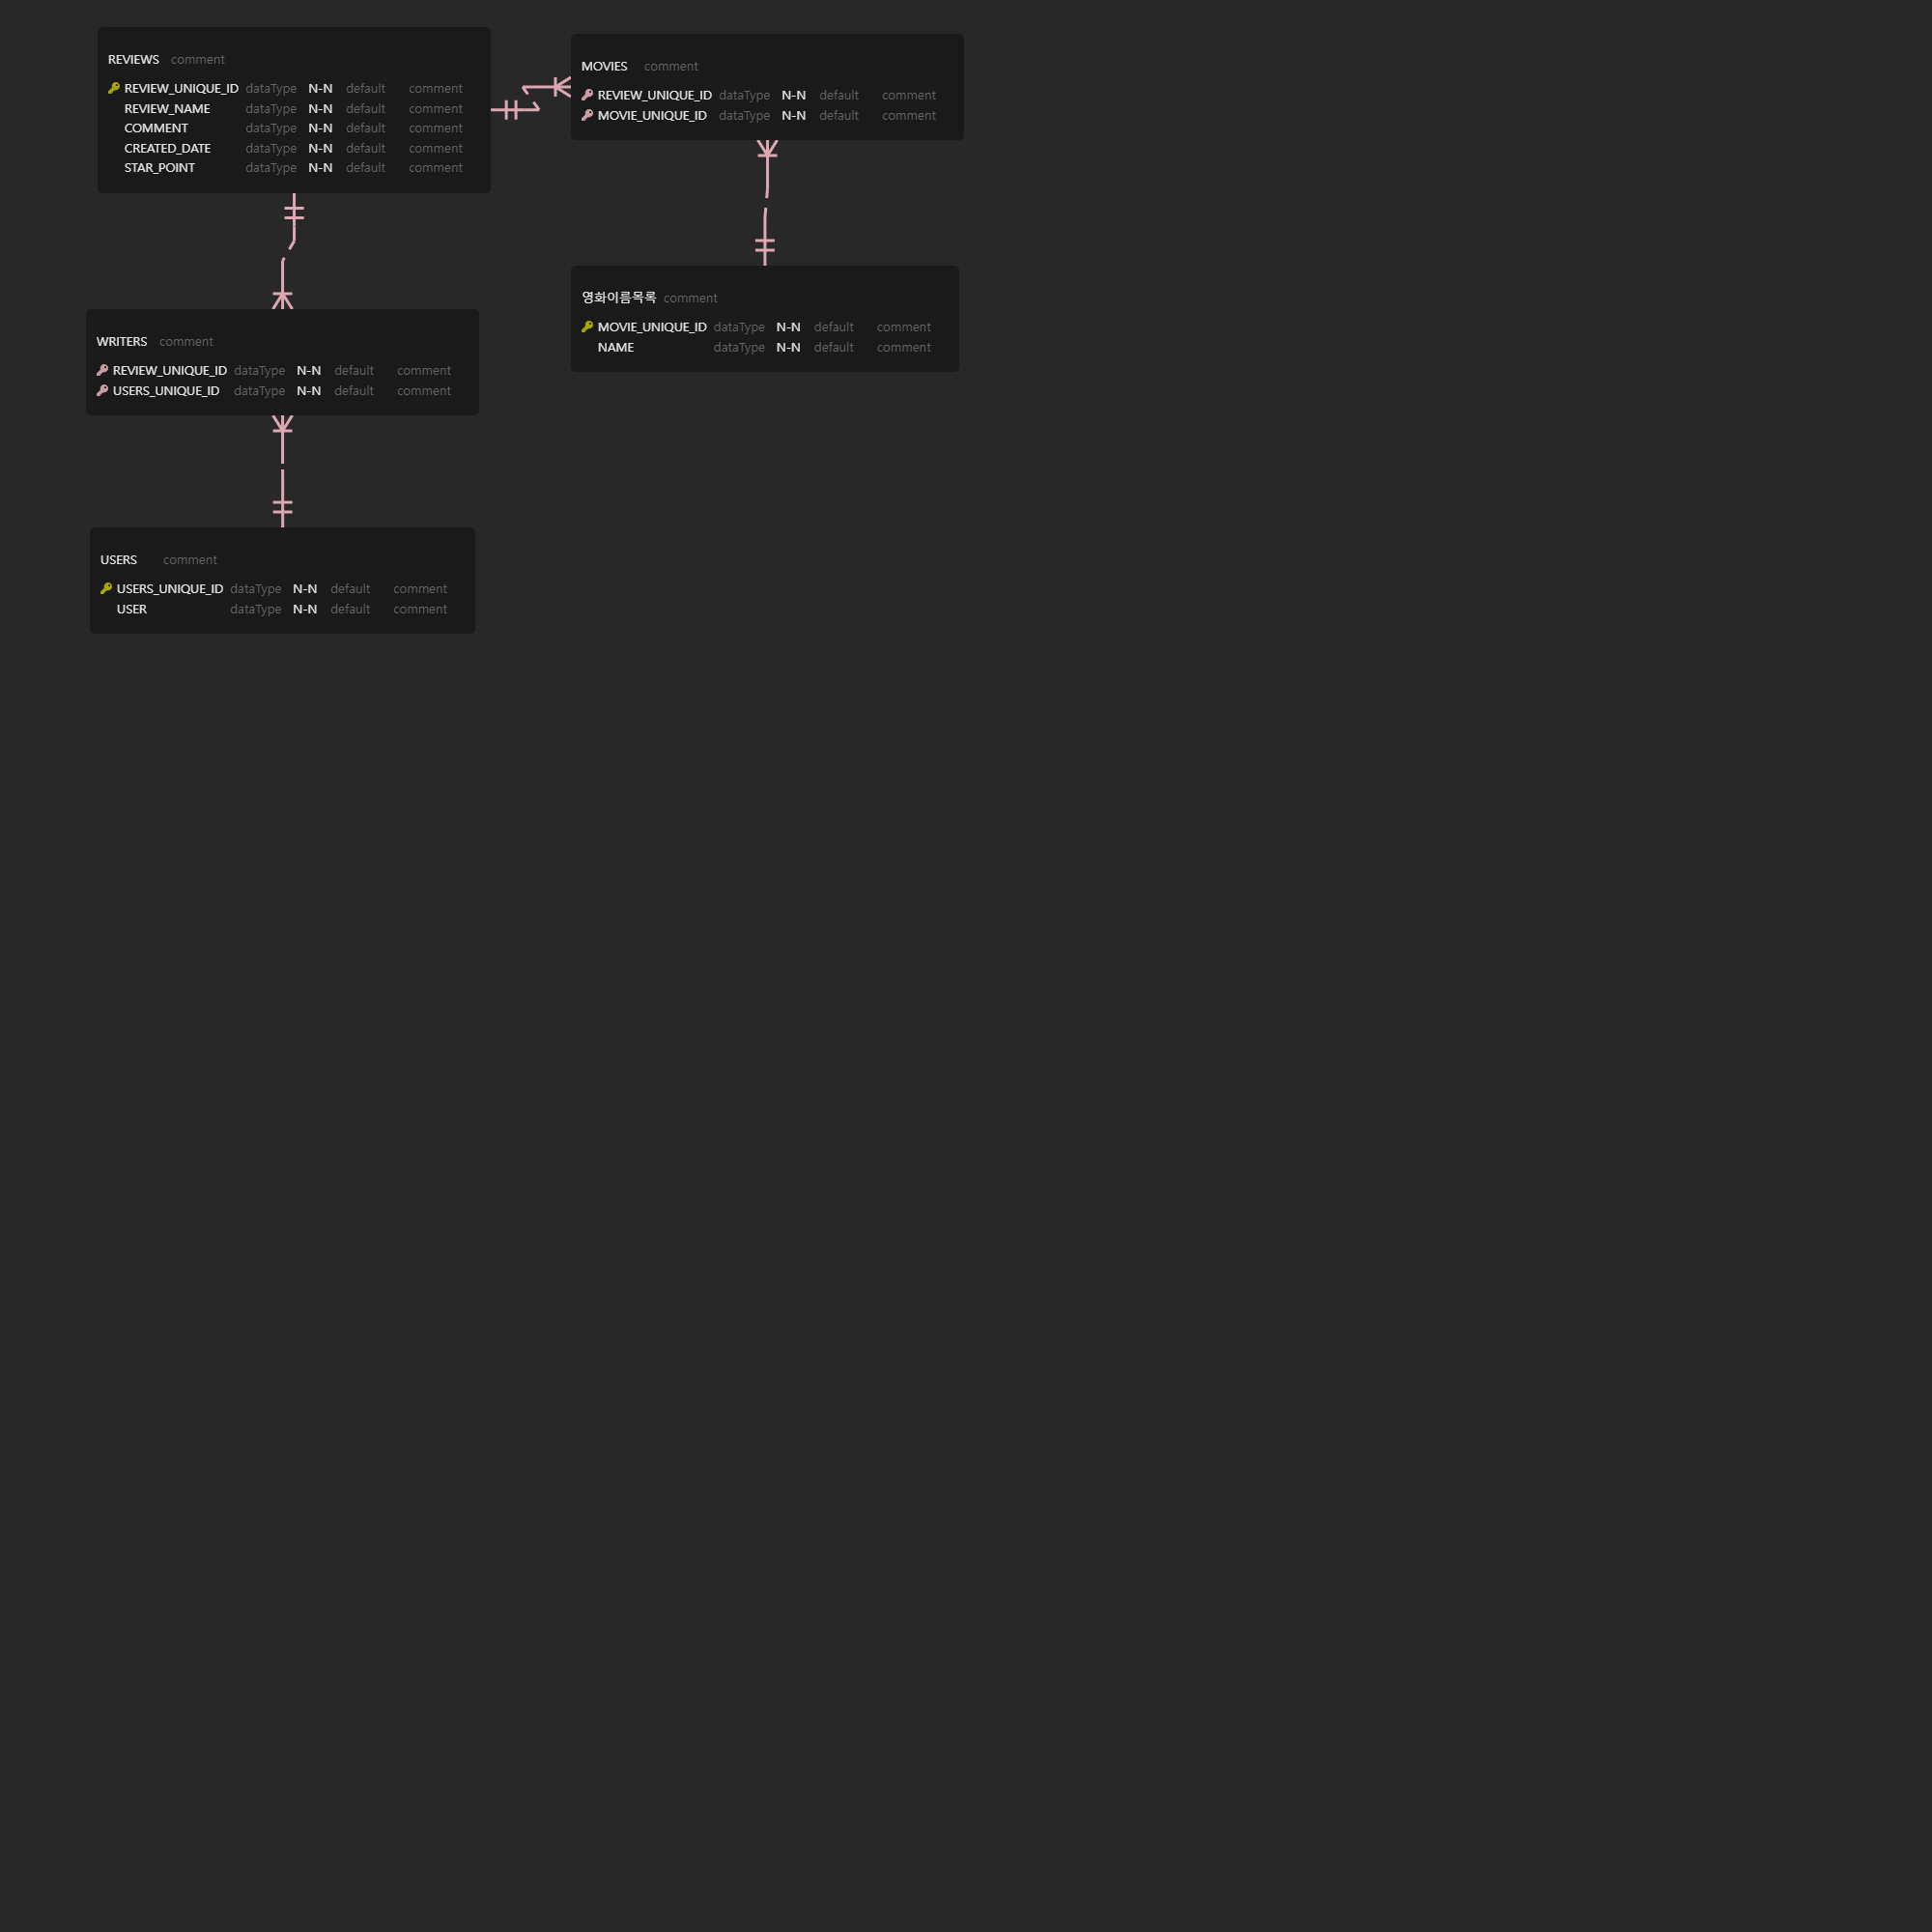 REVIEWS comment
REVIEW_UNIQUE_ID dataType N-N default comment
REVIEW_NAME dataType N-N default comment
COMMENT dataType N-N default comment
CREATED_DATE dataType N-N default comment
STAR_POINT dataType N-N default comment
MOVIES comment
REVIEW_UNIQUE_ID dataType N-N default comment
MOVIE_UNIQUE_ID dataType N-N default comment
영화이름목록 comment
MOVIE_UNIQUE_ID dataType N-N default comment
NAME dataType N-N default comment
WRITERS comment
REVIEW_UNIQUE_ID dataType N-N default comment
USERS_UNIQUE_ID dataType N-N default comment
USERS comment
USERS_UNIQUE_ID dataType N-N default comment
USER dataType N-N default comment